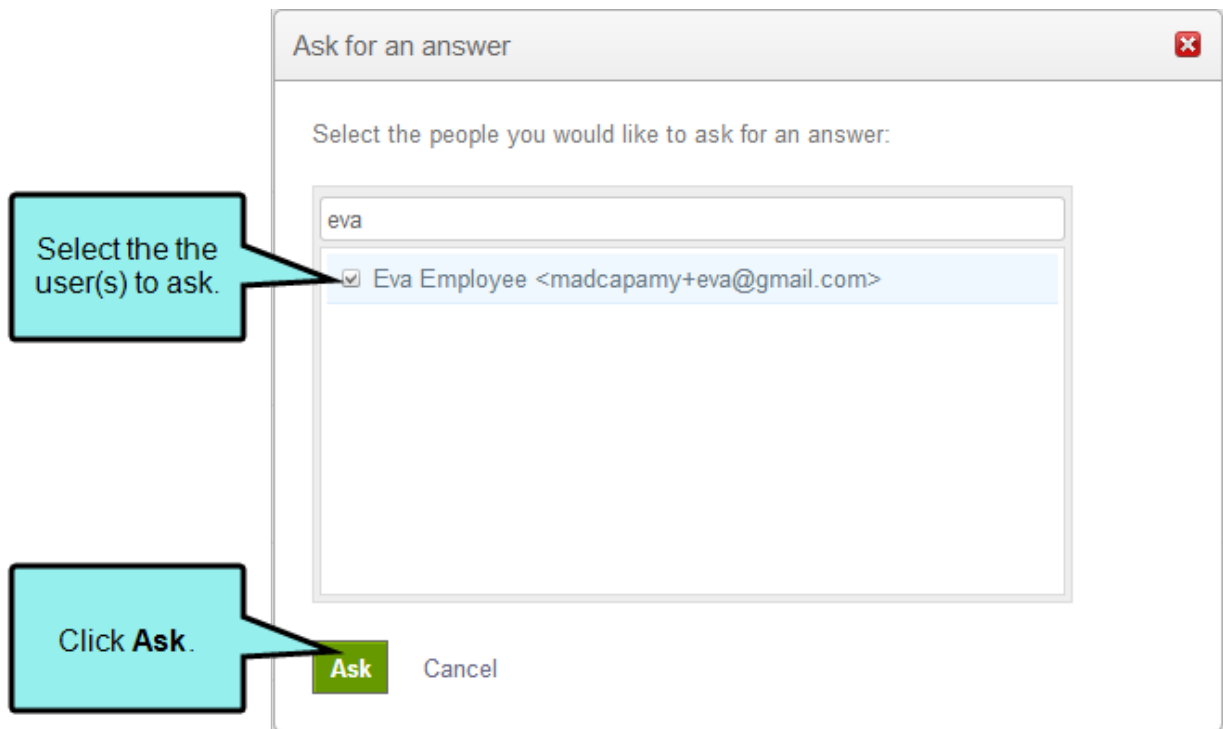 Ask for an answer
Select the people you would like to ask for an answer:
eva
Select the the
user(s) to ask.
Eva Employee <madcapamy+eva@gmail.com>
Click Ask.
Ask
Cancel